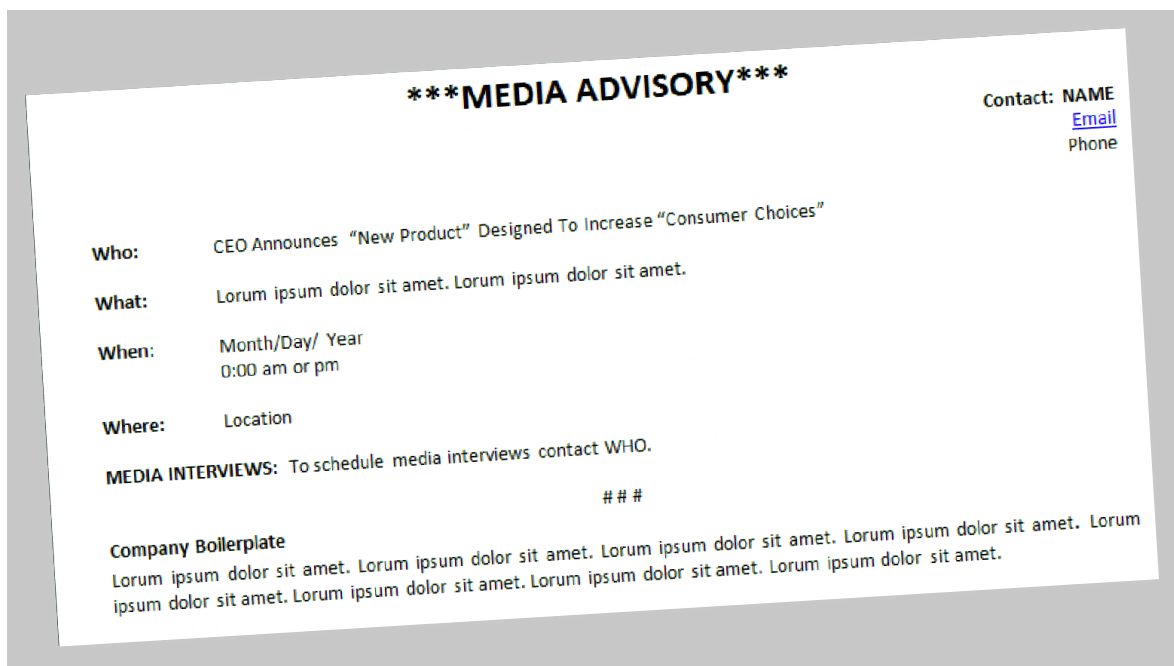 ***MEDIA ADVISORY***
Contact: NAME
Email
Phone
Who: CEO Announces “New Product” Designed To Increase “Consumer Choices”
What: Lorum ipsum dolor sit amet. Lorum ipsum dolor sit amet.
When: Month/Day/ Year
0:00 am or pm
Where: Location
MEDIA INTERVIEWS: To schedule media interviews contact WHO.
# # #
Company Boilerplate
Lorum ipsum dolor sit amet. Lorum ipsum dolor sit amet. Lorum ipsum dolor sit amet. Lorum ipsum dolor sit amet. Lorum
ipsum dolor sit amet. Lorum ipsum dolor sit amet. Lorum ipsum dolor sit amet. Lorum ipsum dolor sit amet.